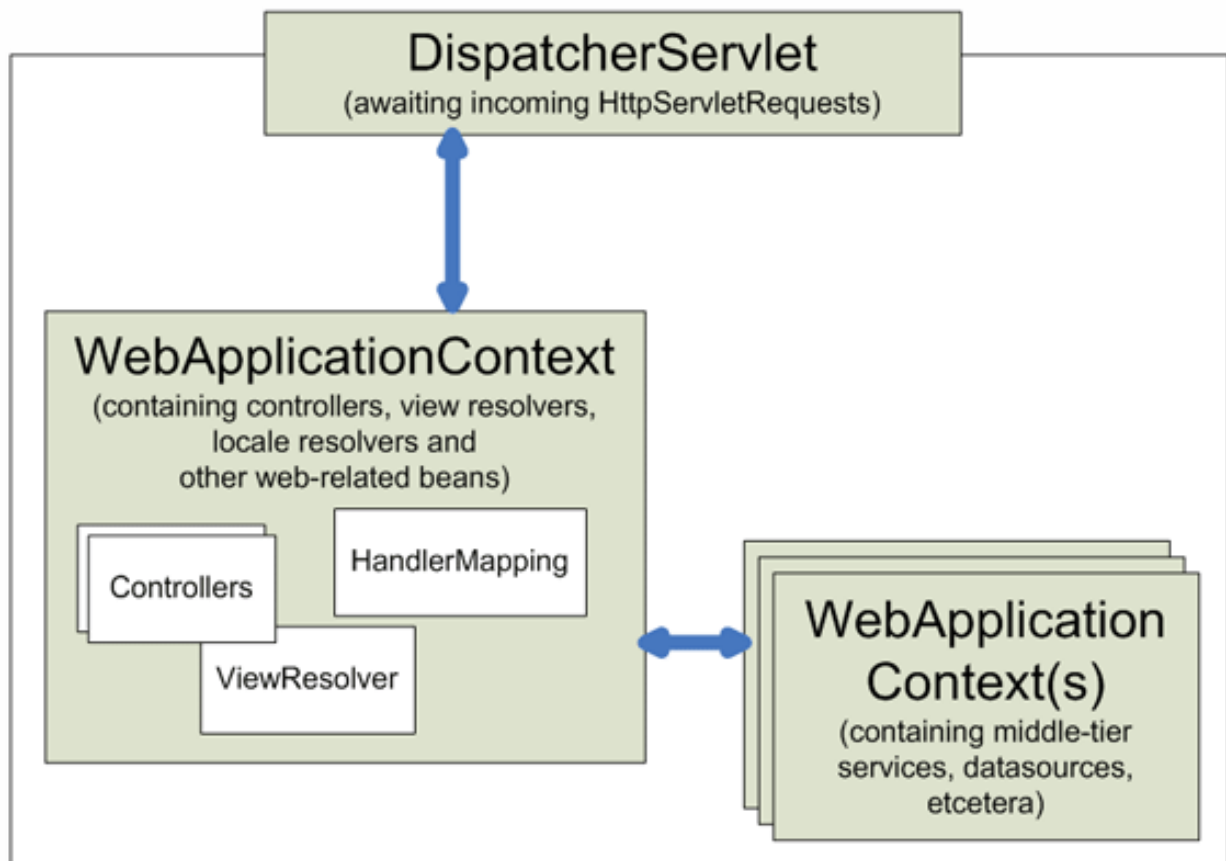 DispatcherServlet
(awaiting incoming HttpServletRequests)
WebApplicationContext
(containing controllers, view resolvers,
locale resolvers and
other web-related beans)
Controllers
HandlerMapping
ViewResolver
WebApplication
Context(s)
(containing middle-tier
services, datasources,
etcetera)